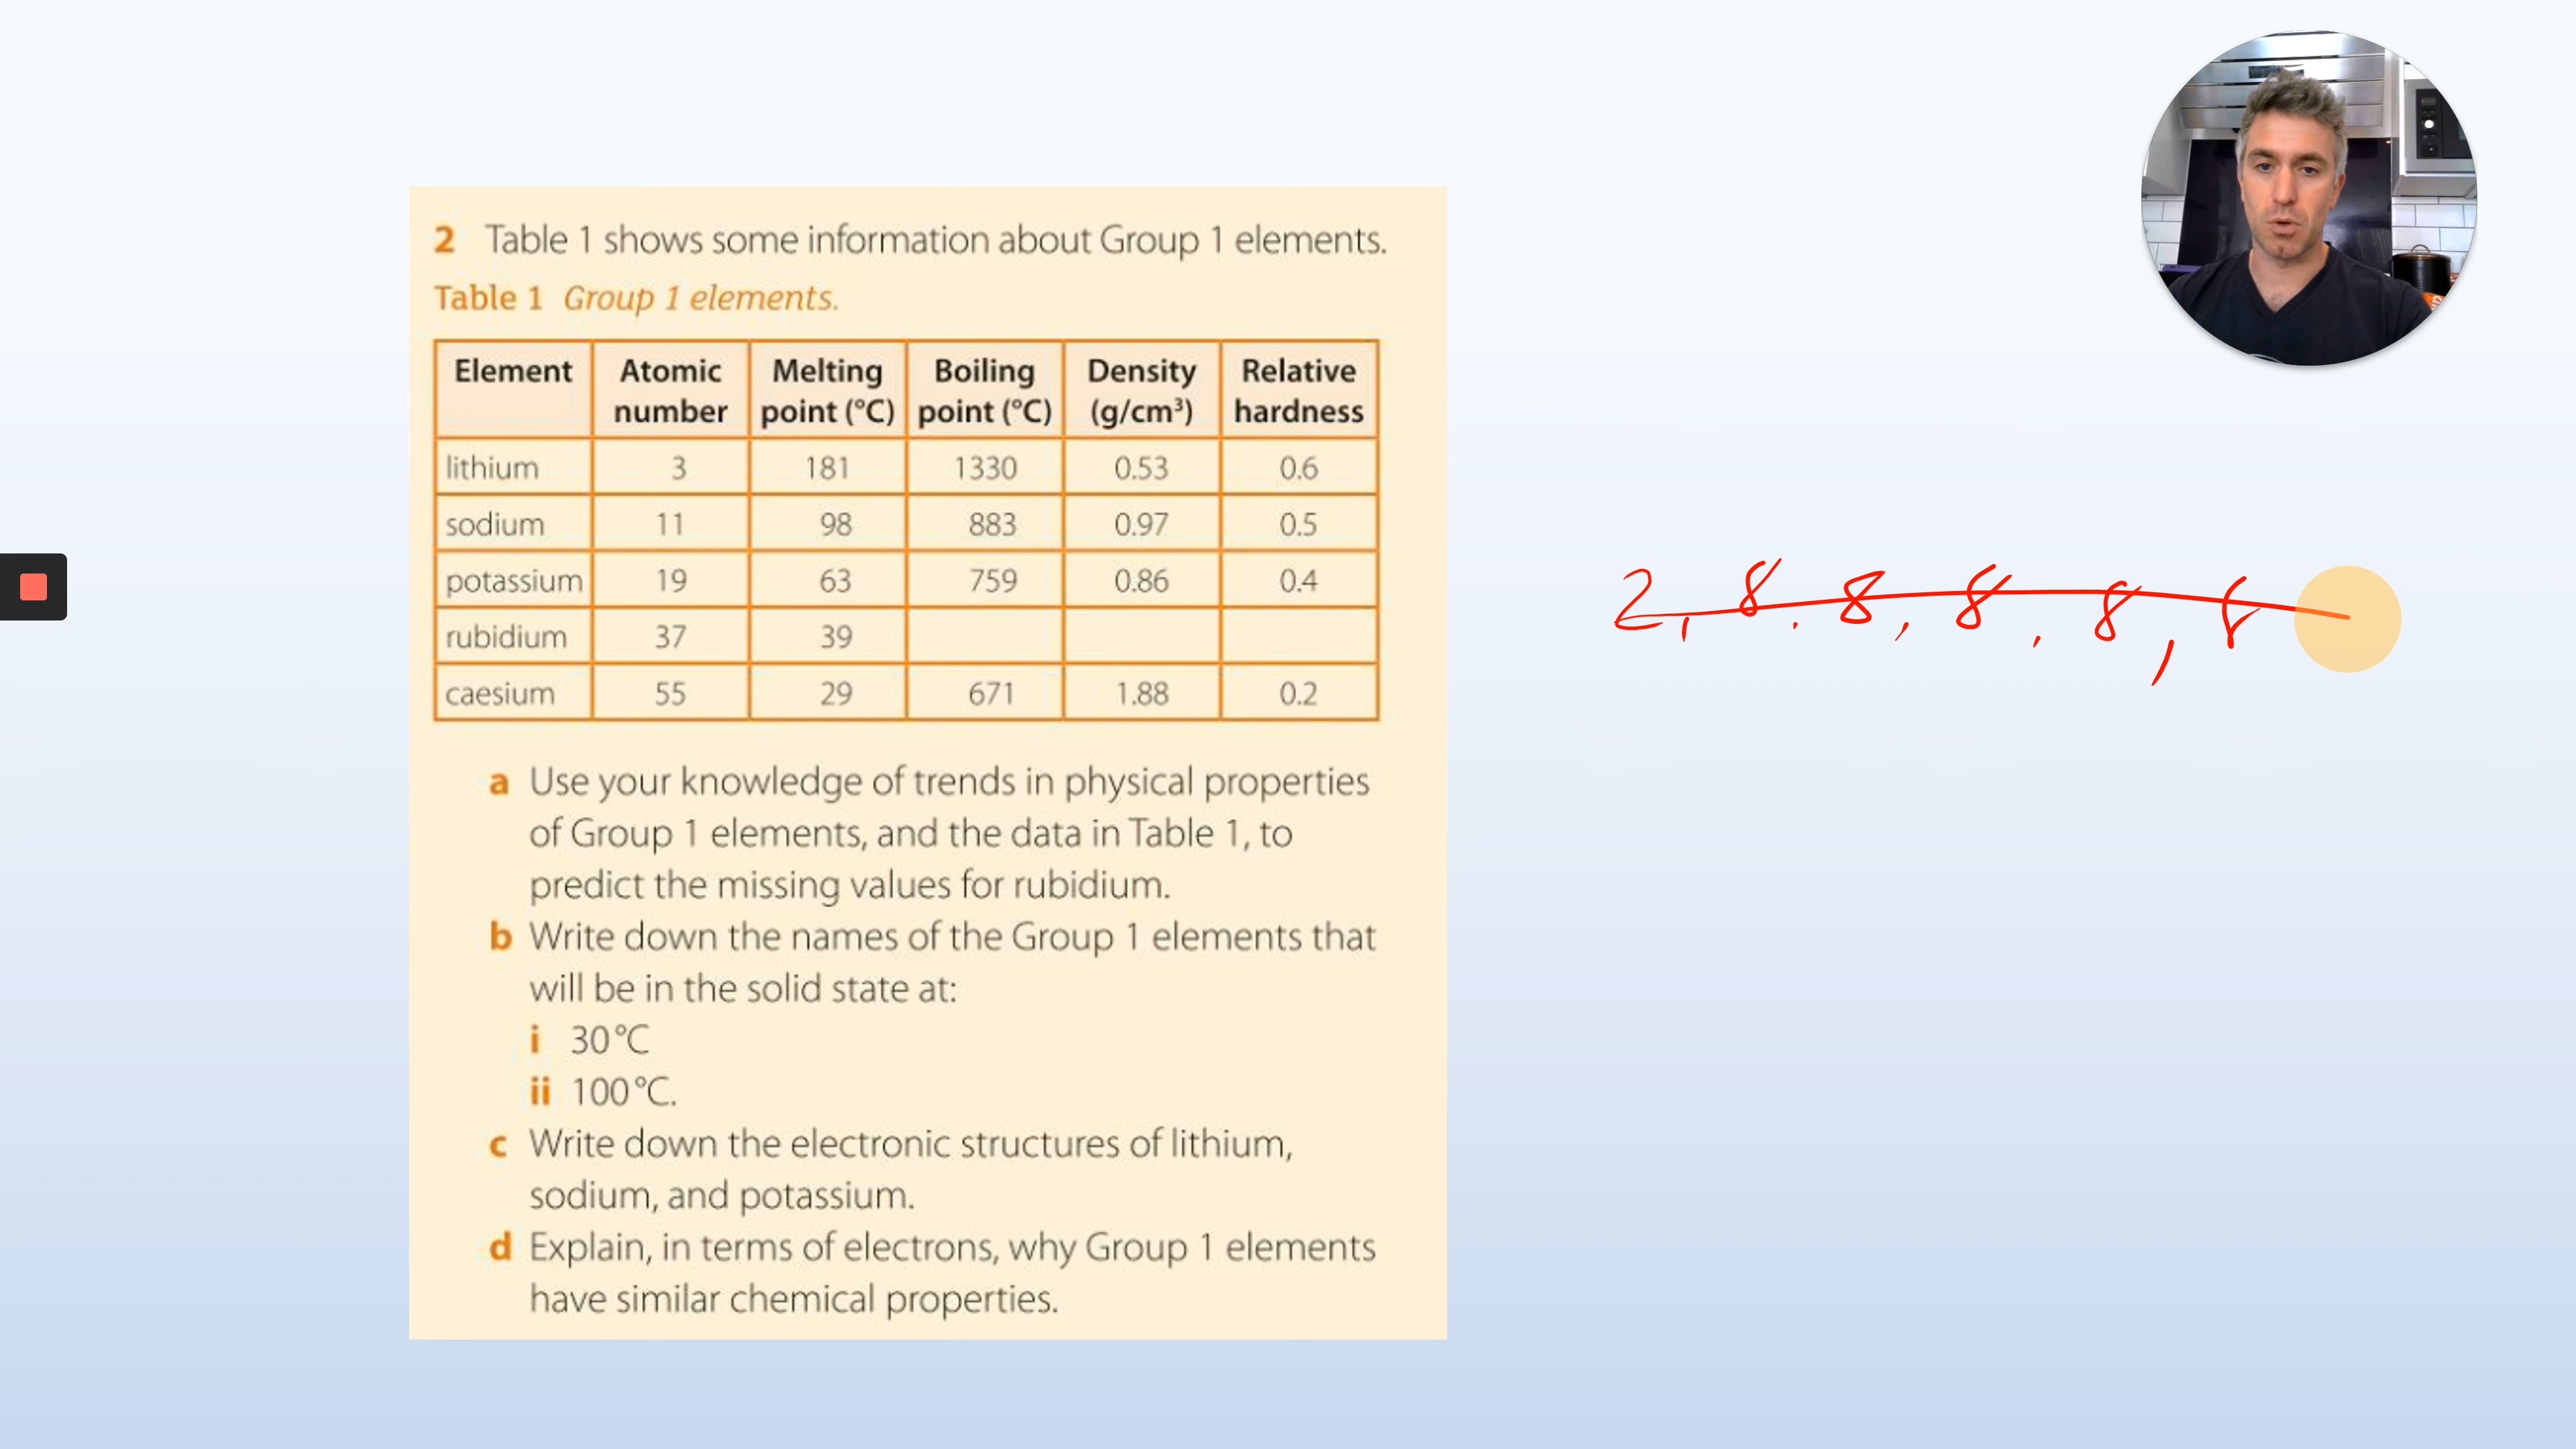 2 Table 1 shows some information about Group 1 elements.
Table 1 Group 1 elements.
Element Atomic number Melting point (°C) Boiling point (°C) Density (g/cm³) Relative hardness
lithium 3 181 1330 0.53 0.6
sodium 11 98 883 0.97 0.5
potassium 19 63 759 0.86 0.4
rubidium 37 39
caesium 55 29 671 1.88 0.2
a Use your knowledge of trends in physical properties
of Group 1 elements, and the data in Table 1, to
predict the missing values for rubidium.
b Write down the names of the Group 1 elements that
will be in the solid state at:
i 30 °C
ii 100 °C.
c Write down the electronic structures of lithium,
sodium, and potassium.
d Explain, in terms of electrons, why Group 1 elements
have similar chemical properties.
2, 8, 8, 8, 8,